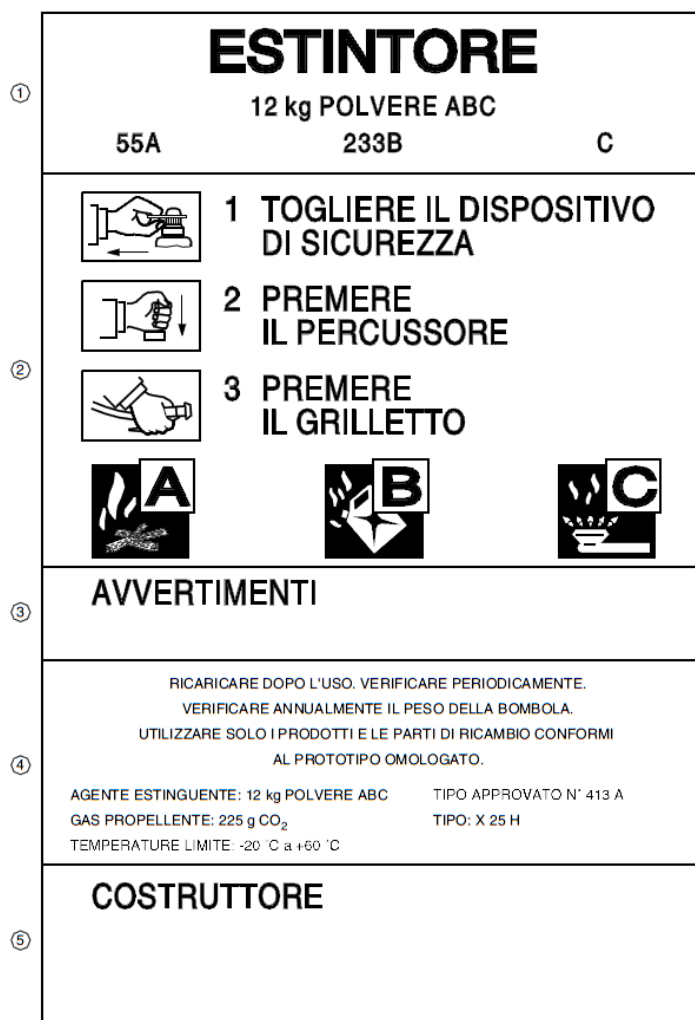 ①
ESTINTORE
12 kg POLVERE ABC
55A 233B C
②
1 TOGLIERE IL DISPOSITIVO
DI SICUREZZA
2 PREMERE
IL PERCUSSORE
3 PREMERE
IL GRILLETTO
A B C
③
AVVERTIMENTI
④
RICARICARE DOPO L'USO. VERIFICARE PERIODICAMENTE.
VERIFICARE ANNUALMENTE IL PESO DELLA BOMBOLA.
UTILIZZARE SOLO I PRODOTTI E LE PARTI DI RICAMBIO CONFORMI
AL PROTOTIPO OMOLOGATO.
AGENTE ESTINGUENTE: 12 kg POLVERE ABC TIPO APPROVATO N° 413 A
GAS PROPELLENTE: 225 g CO₂ TIPO: X 25 H
TEMPERATURE LIMITE: -20 °C a +60 °C
⑤
COSTRUTTORE